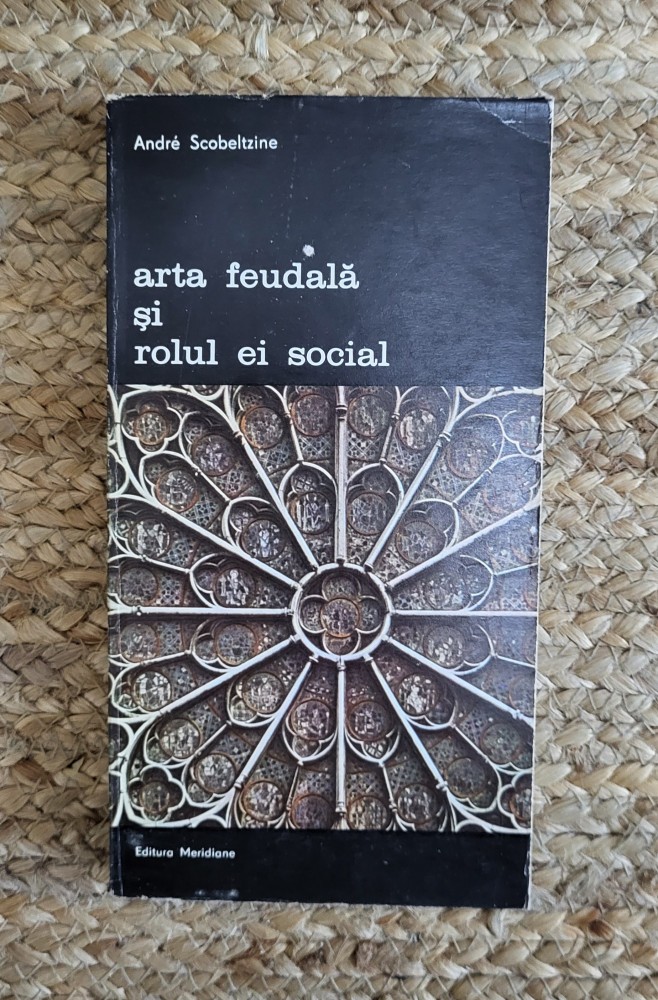 André Scobeltzine
arta feudală
şi
rolul ei social
Editura Meridiane